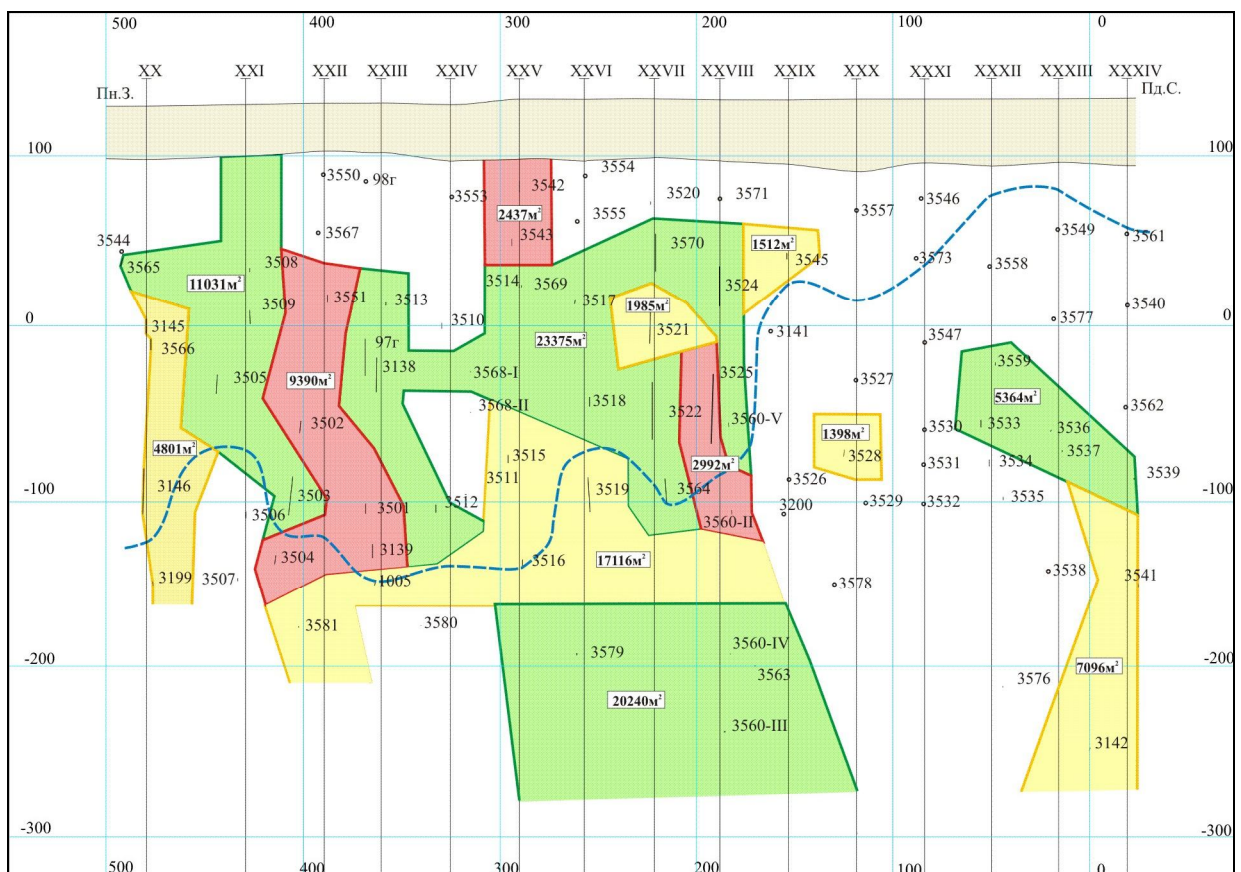 500 400 300 200 100 0
XX XXI XXII XXIII XXIV XXV XXVI XXVII XXVIII XXIX XXX XXXI XXXII XXXIII XXXIV
Пн.З. Пд.С.
100 100
3550 98г 3553 3542 3554 3520 3571 3557 3546
2437м²
3544 3567 3543 3555 3570 1512м² 3545 3573 3558 3549 3561
3565 11031м² 3508 3514 3569 3524
3509 3551 3513 3517 1985м² 3540
0 0
3145 3510 3521 3141 3547 3577
3566 97г 23375м²
3505 3138 3568-I 3525 3527 3559
9390м² 3568-II 3518 3522 3560-V 5364м² 3562
3502 1398м² 3530 3533 3536
4801м² 3515 2992м² 3528 3531 3534 3537
3146 3503 3511 3519 3564 3526 3539
-100 -100
3506 3501 3512 3560-II 3200 3529 3532 3535
3504 3139 3516 17116м²
3199 3507 1005 3578 3538 3541
3581 3580
3579 3560-IV
-200 -200
3563 3576 7096м²
20240м²
3560-III 3142
-300 -300
500 400 300 200 100 0